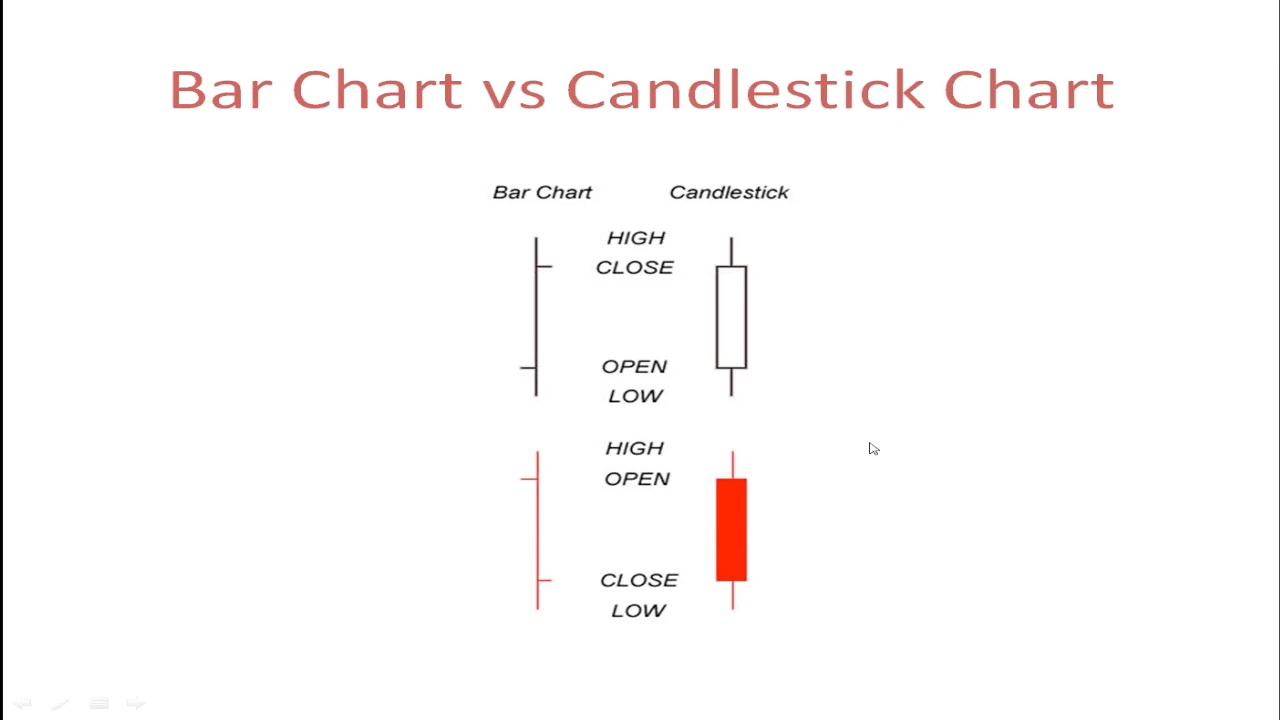 Bar Chart vs Candlestick Chart
Bar Chart Candlestick
HIGH
CLOSE
OPEN
LOW
HIGH
OPEN
CLOSE
LOW